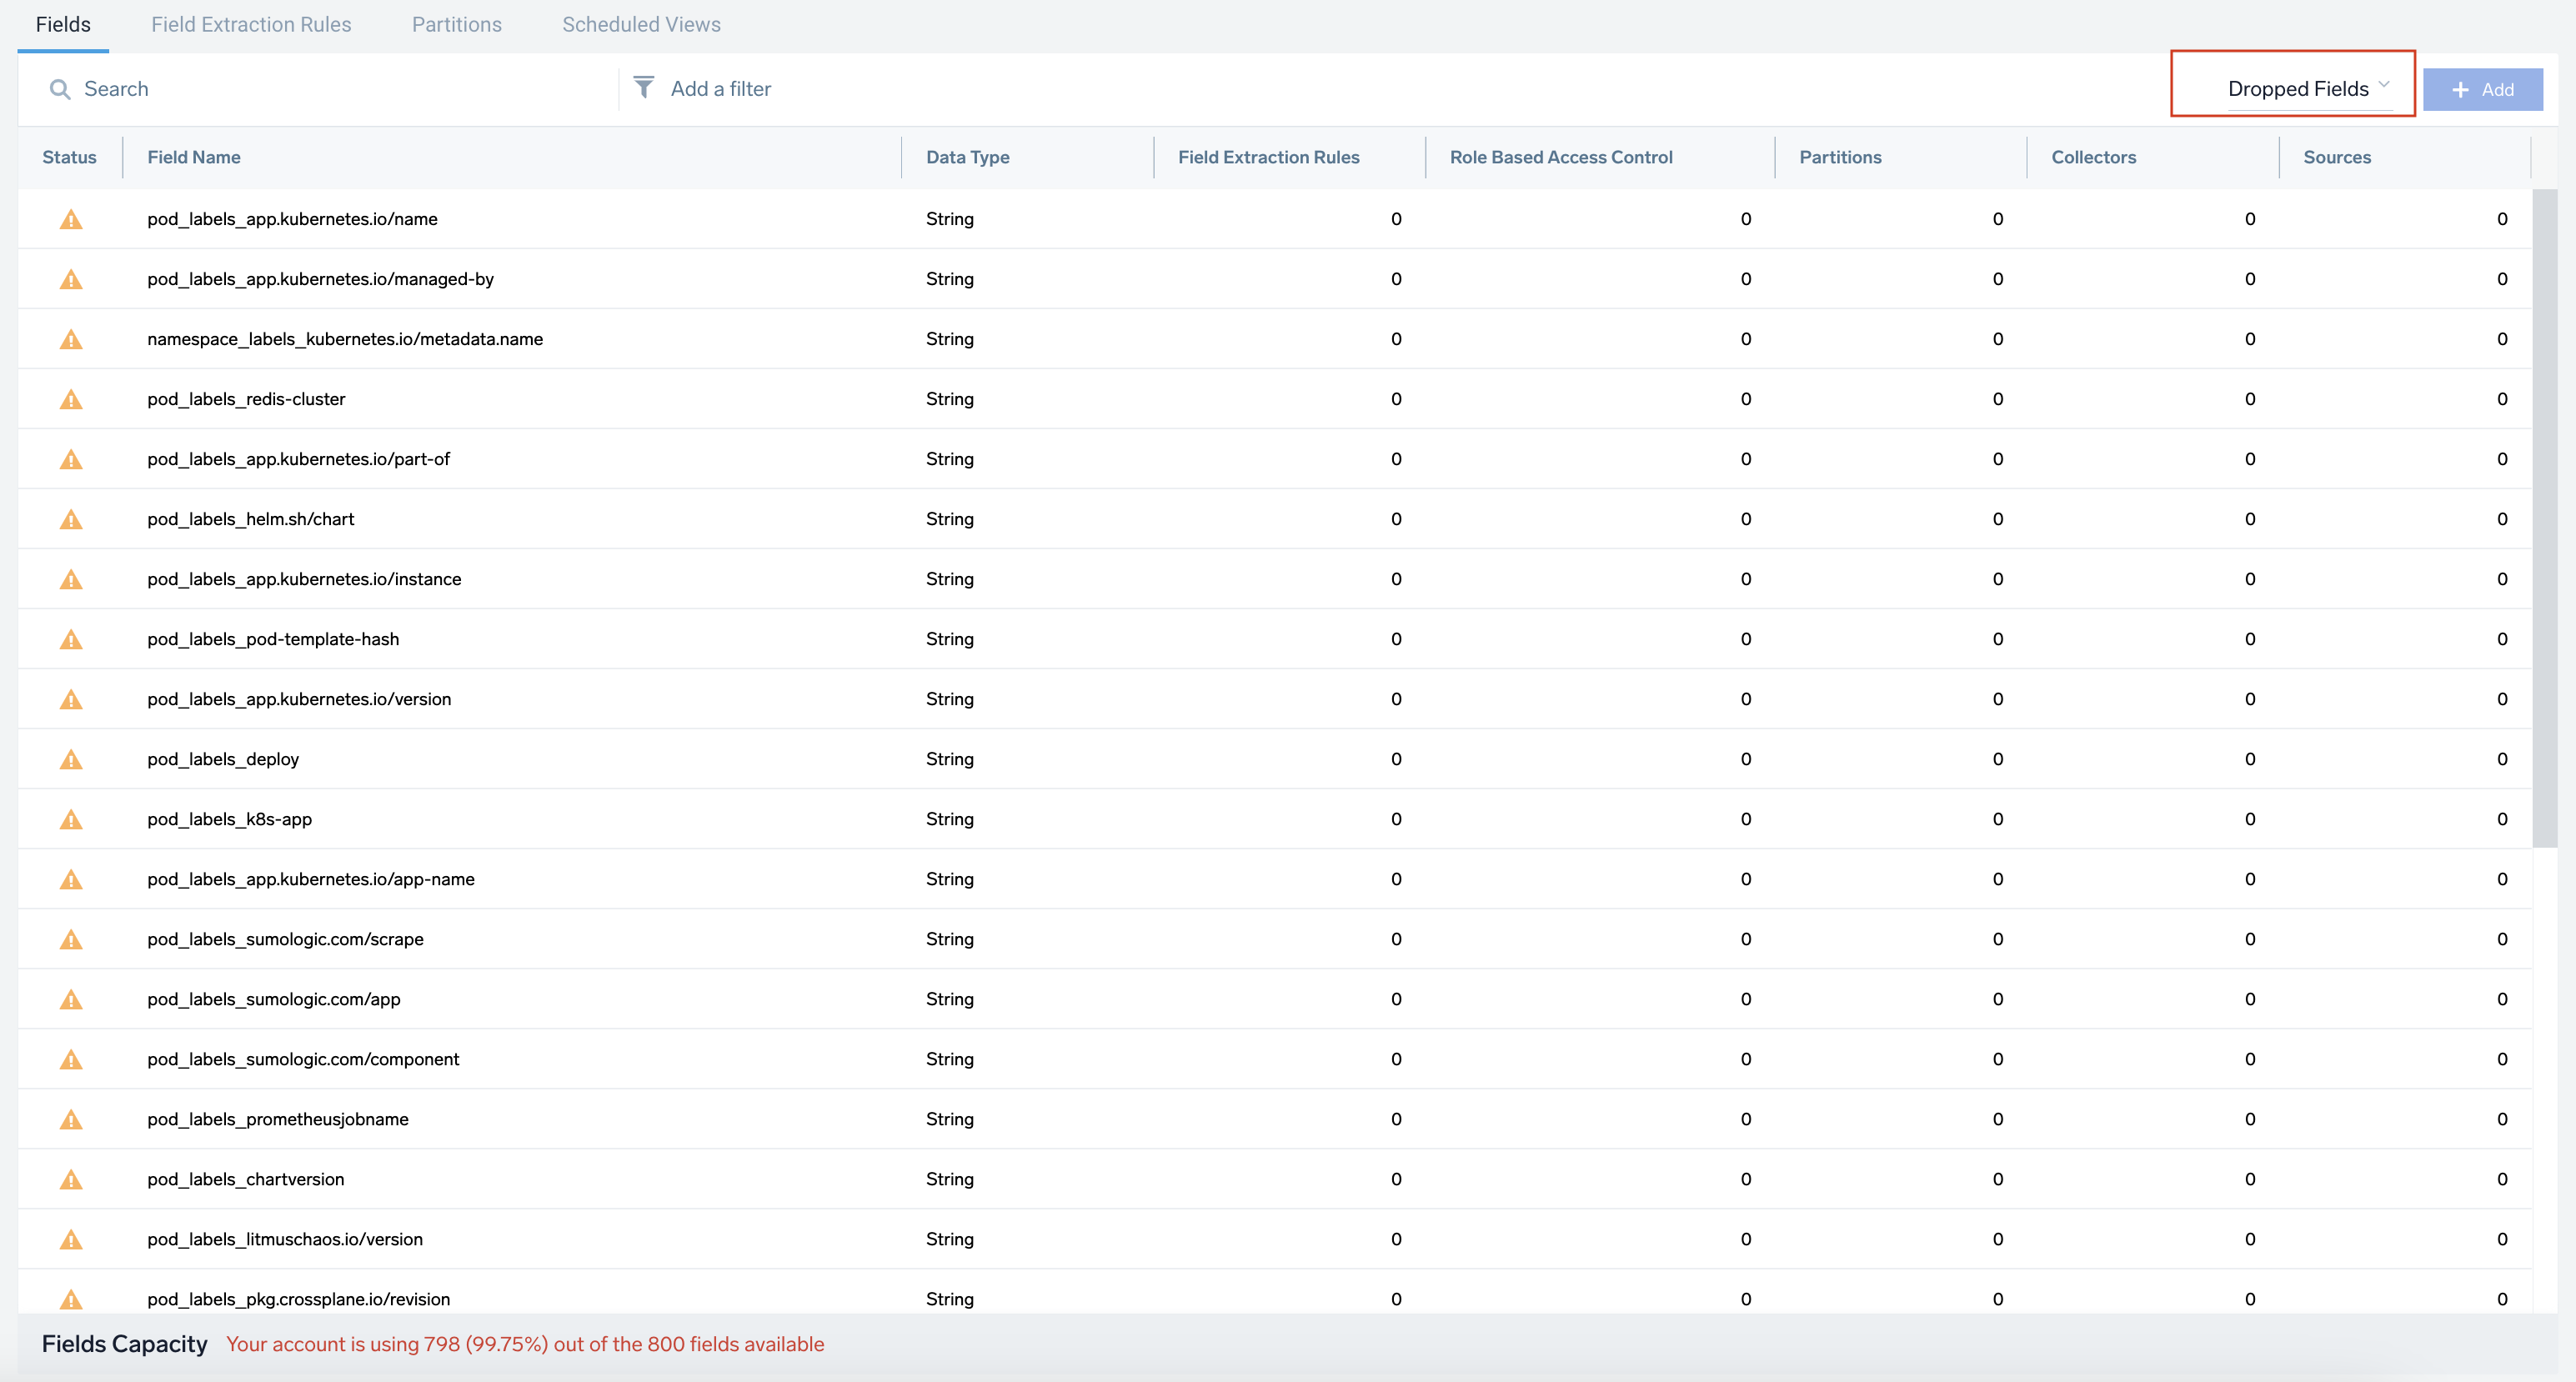 Fields Field Extraction Rules Partitions Scheduled Views
Search Add a filter Dropped Fields + Add
Status Field Name Data Type Field Extraction Rules Role Based Access Control Partitions Collectors Sources
pod_labels_app.kubernetes.io/name String 0 0 0 0 0
pod_labels_app.kubernetes.io/managed-by String 0 0 0 0 0
namespace_labels_kubernetes.io/metadata.name String 0 0 0 0 0
pod_labels_redis-cluster String 0 0 0 0 0
pod_labels_app.kubernetes.io/part-of String 0 0 0 0 0
pod_labels_helm.sh/chart String 0 0 0 0 0
pod_labels_app.kubernetes.io/instance String 0 0 0 0 0
pod_labels_pod-template-hash String 0 0 0 0 0
pod_labels_app.kubernetes.io/version String 0 0 0 0 0
pod_labels_deploy String 0 0 0 0 0
pod_labels_k8s-app String 0 0 0 0 0
pod_labels_app.kubernetes.io/app-name String 0 0 0 0 0
pod_labels_sumologic.com/scrape String 0 0 0 0 0
pod_labels_sumologic.com/app String 0 0 0 0 0
pod_labels_sumologic.com/component String 0 0 0 0 0
pod_labels_prometheusjobname String 0 0 0 0 0
pod_labels_chartversion String 0 0 0 0 0
pod_labels_litmuschaos.io/version String 0 0 0 0 0
pod_labels_pkg.crossplane.io/revision String 0 0 0 0 0
Fields Capacity Your account is using 798 (99.75%) out of the 800 fields available